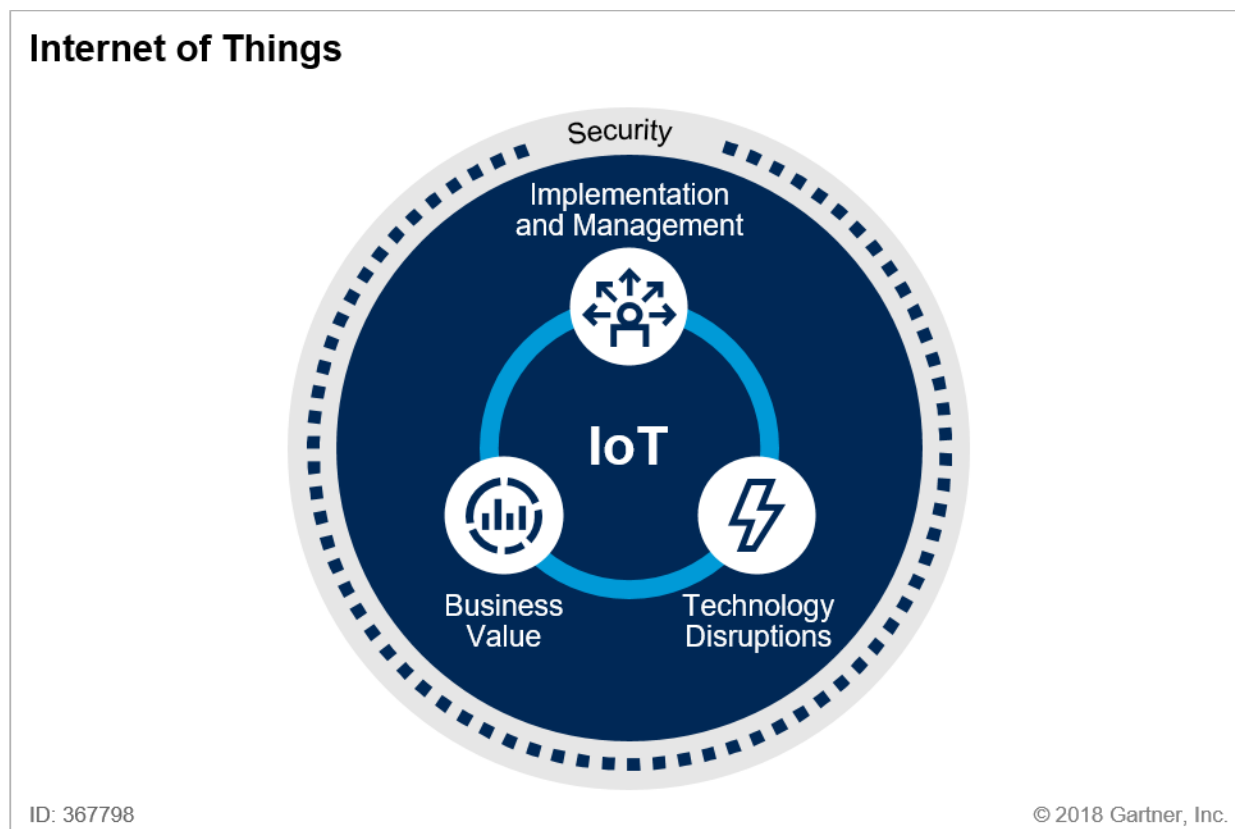 Internet of Things
Security
Implementation
and Management
IoT
Business
Value
Technology
Disruptions
ID: 367798
© 2018 Gartner, Inc.